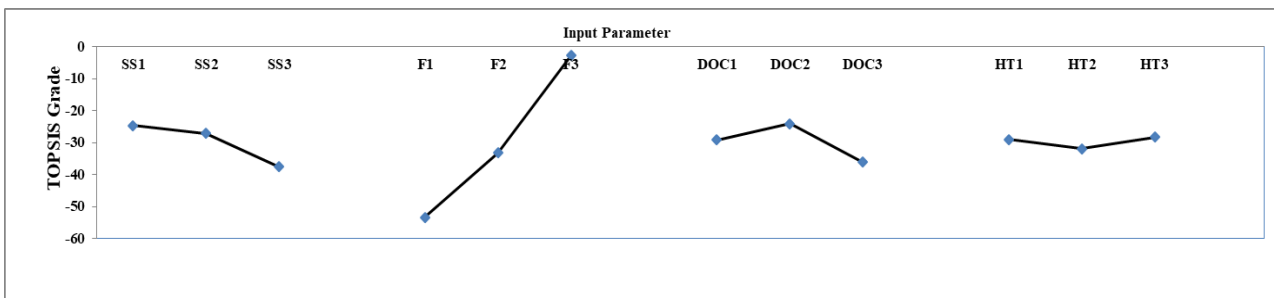 Input Parameter
TOPSIS Grade
0
-10
-20
-30
-40
-50
-60
SS1 SS2 SS3 F1 F2 F3 DOC1 DOC2 DOC3 HT1 HT2 HT3